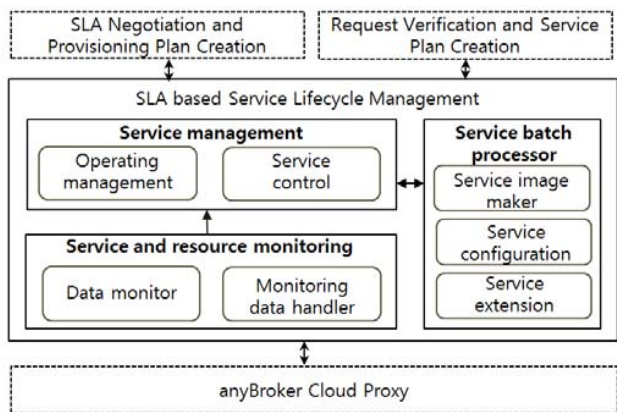 SLA Negotiation and
Provisioning Plan Creation
Request Verification and Service
Plan Creation
SLA based Service Lifecycle Management
Service management
Operating
management
Service
control
Service batch
processor
Service image
maker
Service
configuration
Service
extension
Service and resource monitoring
Data monitor
Monitoring
data handler
anyBroker Cloud Proxy